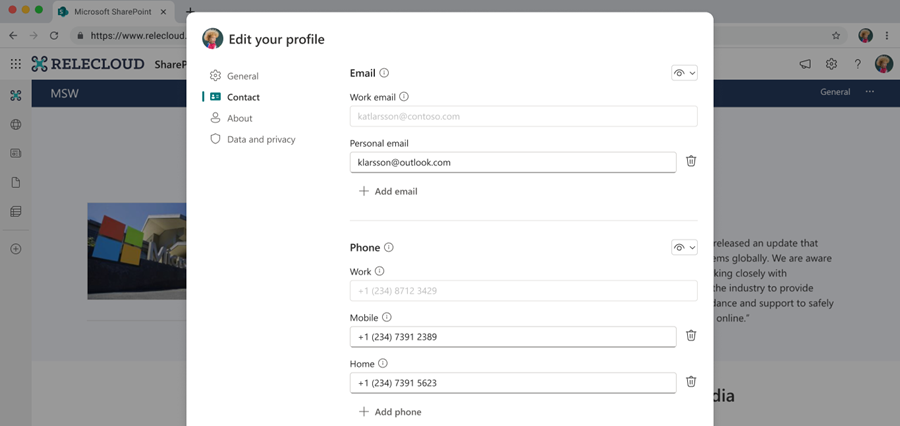 Microsoft SharePoint
https://www.relecloud.
RELECLOUD SharePo
MSW
General
Edit your profile
General
Contact
About
Data and privacy
Email
Work email
katlarsson@contoso.com
Personal email
klarsson@outlook.com
Add email
Phone
Work
+1 (234) 8712 3429
Mobile
+1 (234) 7391 2389
Home
+1 (234) 7391 5623
Add phone
released an update that
ems globally. We are aware
king closely with
the industry to provide
dance and support to safely
online."
dia